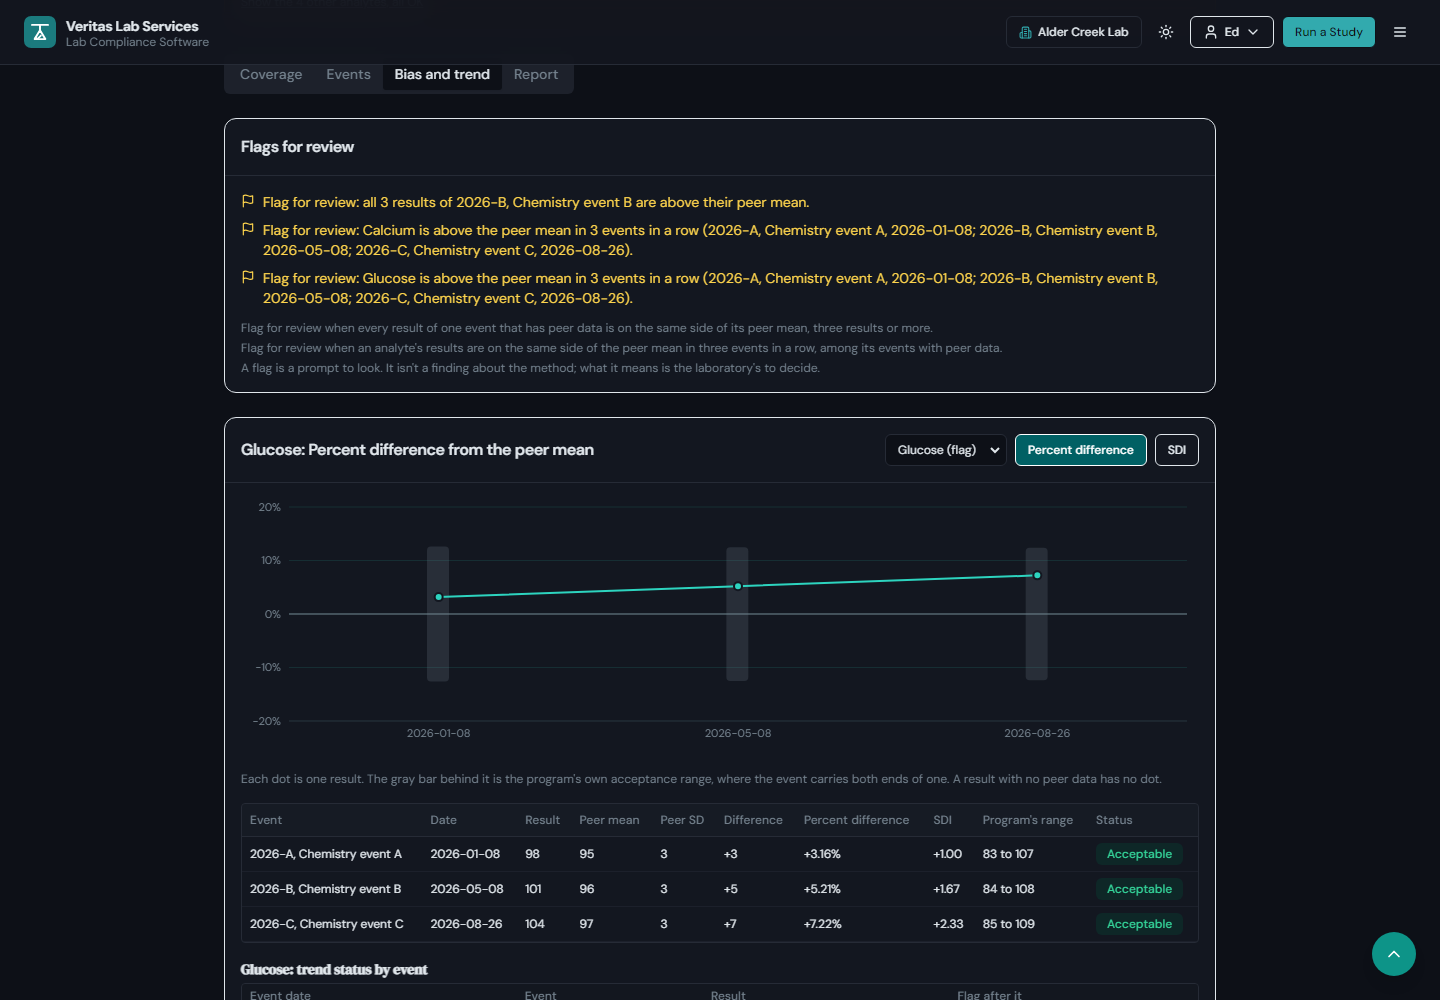 Veritas Lab Services
Lab Compliance Software
Alder Creek Lab
Ed
Run a Study
Coverage Events Bias and trend Report
Flags for review
Flag for review: all 3 results of 2026-B, Chemistry event B are above their peer mean.
Flag for review: Calcium is above the peer mean in 3 events in a row (2026-A, Chemistry event A, 2026-01-08; 2026-B, Chemistry event B,
2026-05-08; 2026-C, Chemistry event C, 2026-08-26).
Flag for review: Glucose is above the peer mean in 3 events in a row (2026-A, Chemistry event A, 2026-01-08; 2026-B, Chemistry event B,
2026-05-08; 2026-C, Chemistry event C, 2026-08-26).
Flag for review when every result of one event that has peer data is on the same side of its peer mean, three results or more.
Flag for review when an analyte's results are on the same side of the peer mean in three events in a row, among its events with peer data.
A flag is a prompt to look. It isn't a finding about the method; what it means is the laboratory's to decide.
Glucose: Percent difference from the peer mean
Glucose (flag)
Percent difference
SDI
20%
10%
0%
-10%
-20%
2026-01-08 2026-05-08 2026-08-26
Each dot is one result. The gray bar behind it is the program's own acceptance range, where the event carries both ends of one. A result with no peer data has no dot.
Event Date Result Peer mean Peer SD Difference Percent difference SDI Program's range Status
2026-A, Chemistry event A 2026-01-08 98 95 3 +3 +3.16% +1.00 83 to 107 Acceptable
2026-B, Chemistry event B 2026-05-08 101 96 3 +5 +5.21% +1.67 84 to 108 Acceptable
2026-C, Chemistry event C 2026-08-26 104 97 3 +7 +7.22% +2.33 85 to 109 Acceptable
Glucose: trend status by event
Event date Event Result Flag after it